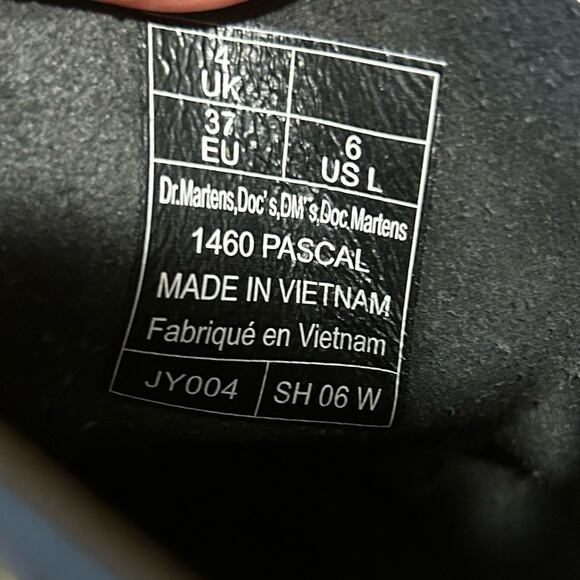 4
UK
37
EU
6
US L
Dr.Martens,Doc's,DM's,Doc.Martens
1460 PASCAL
MADE IN VIETNAM
Fabriqué en Vietnam
JY004 SH 06 W